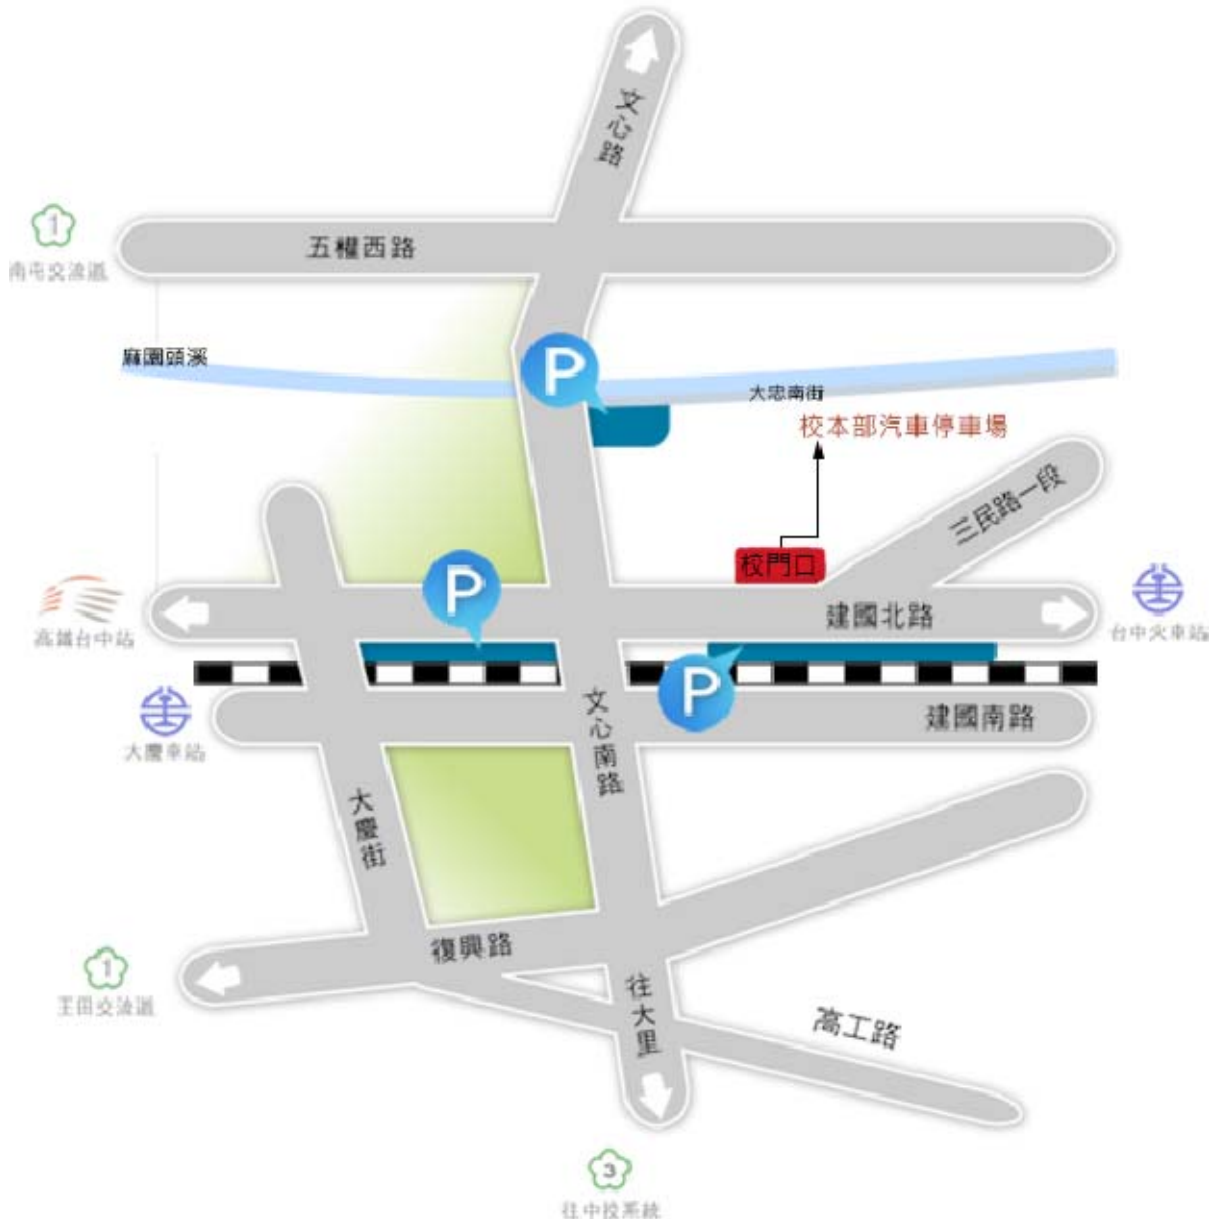 文心路
1
南屯交流道
五權西路
麻園頭溪
P
大忠南街
校本部汽車停車場
三民路一段
P
校門口
建國北路
高鐵台中站
台中火車站
P
文心南路
建國南路
大慶車站
大慶街
復興路
1
王田交流道
往大里
高工路
3
往中投系統